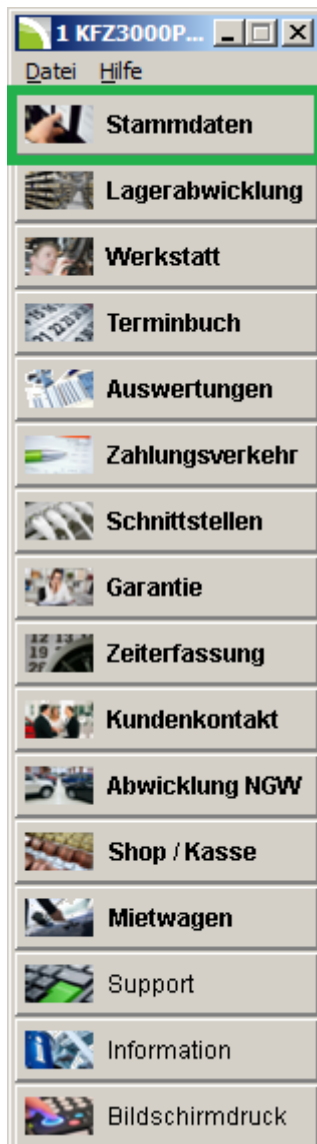 1 KFZ3000P...
Datei Hilfe
Stammdaten
Lagerabwicklung
Werkstatt
Terminbuch
Auswertungen
Zahlungsverkehr
Schnittstellen
Garantie
Zeiterfassung
Kundenkontakt
Abwicklung NGW
Shop / Kasse
Mietwagen
Support
Information
Bildschirmdruck